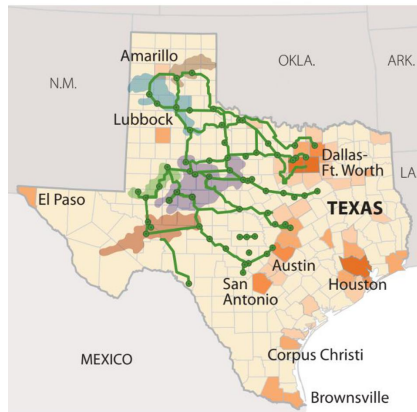 Amarillo
OKLA.
ARK.
N.M.
Lubbock
Dallas-
Ft. Worth
LA.
El Paso
TEXAS
Austin
Houston
San
Antonio
MEXICO
Corpus Christi
Brownsville